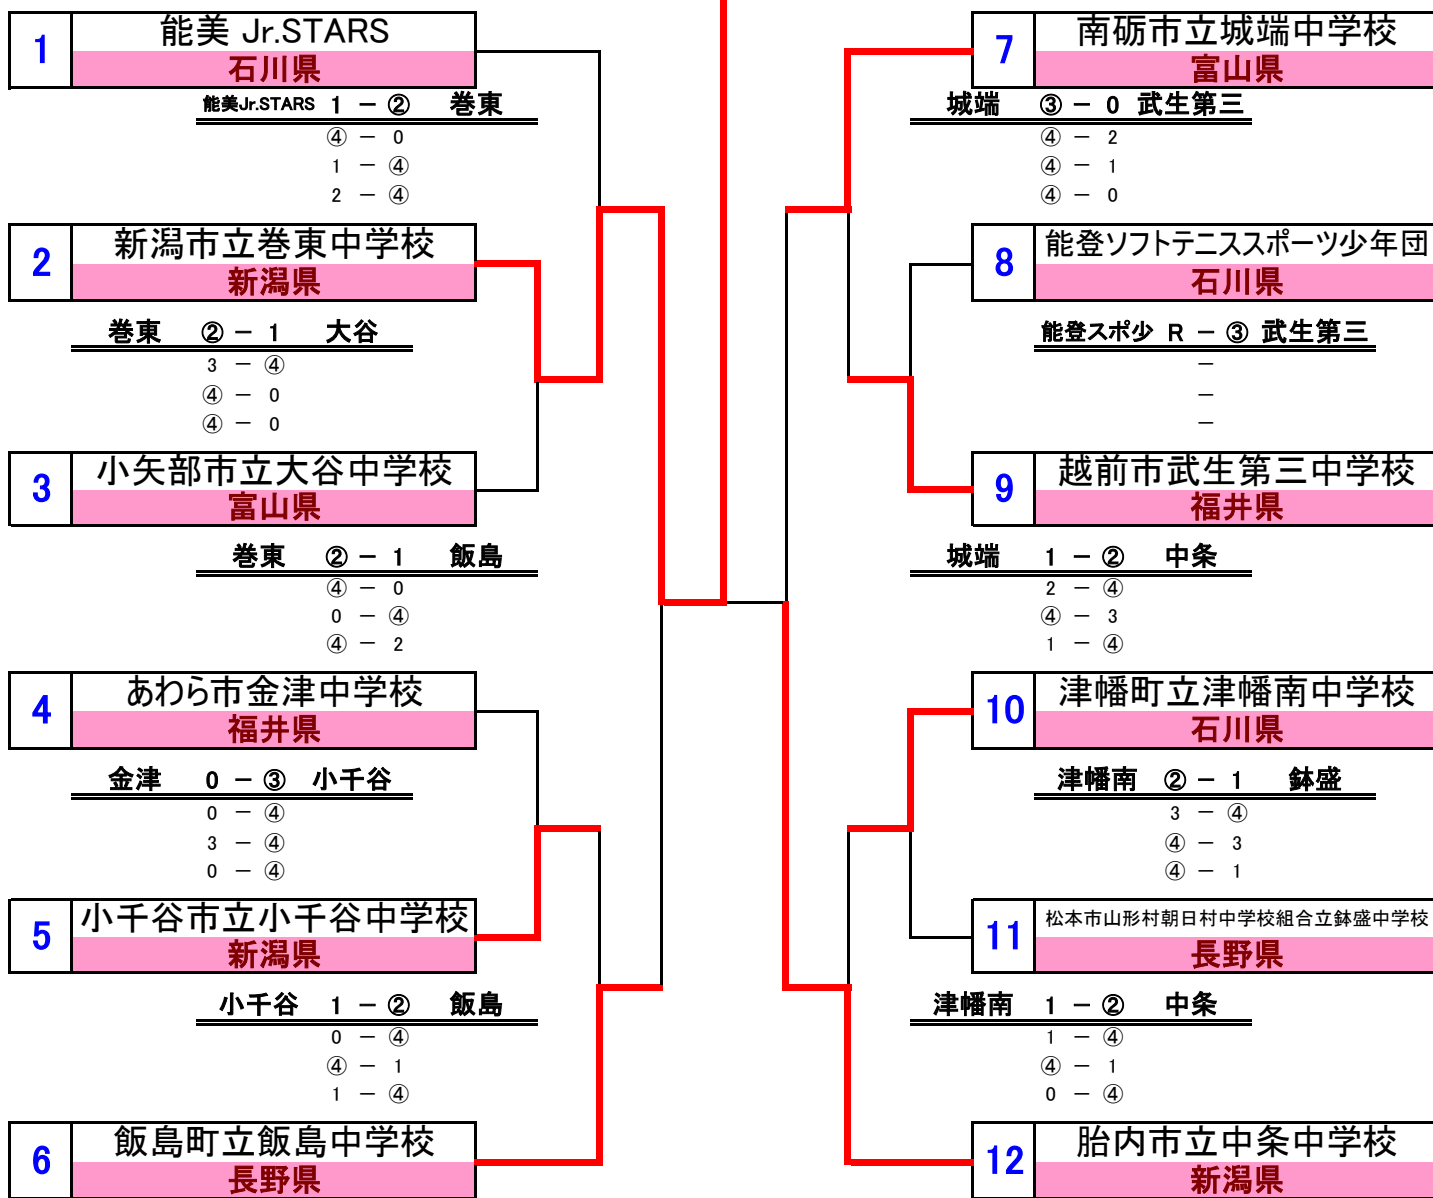 1
能美 Jr.STARS
石川県
能美Jr.STARS 1 － ② 巻東
④ － 0
1 － ④
2 － ④
2
新潟市立巻東中学校
新潟県
巻東 ② － 1 大谷
3 － ④
④ － 0
④ － 0
3
小矢部市立大谷中学校
富山県
巻東 ② － 1 飯島
④ － 0
0 － ④
④ － 2
4
あわら市金津中学校
福井県
金津 0 － ③ 小千谷
0 － ④
3 － ④
0 － ④
5
小千谷市立小千谷中学校
新潟県
小千谷 1 － ② 飯島
0 － ④
④ － 1
1 － ④
6
飯島町立飯島中学校
長野県
7
南砺市立城端中学校
富山県
城端 ③ － 0 武生第三
④ － 2
④ － 1
④ － 0
8
能登ソフトテニススポーツ少年団
石川県
能登スポ少 R － ③ 武生第三
－
－
－
9
越前市武生第三中学校
福井県
城端 1 － ② 中条
2 － ④
④ － 3
1 － ④
10
津幡町立津幡南中学校
石川県
津幡南 ② － 1 鉢盛
3 － ④
④ － 3
④ － 1
11
松本市山形村朝日村中学校組合立鉢盛中学校
長野県
津幡南 1 － ② 中条
1 － ④
④ － 1
0 － ④
12
胎内市立中条中学校
新潟県